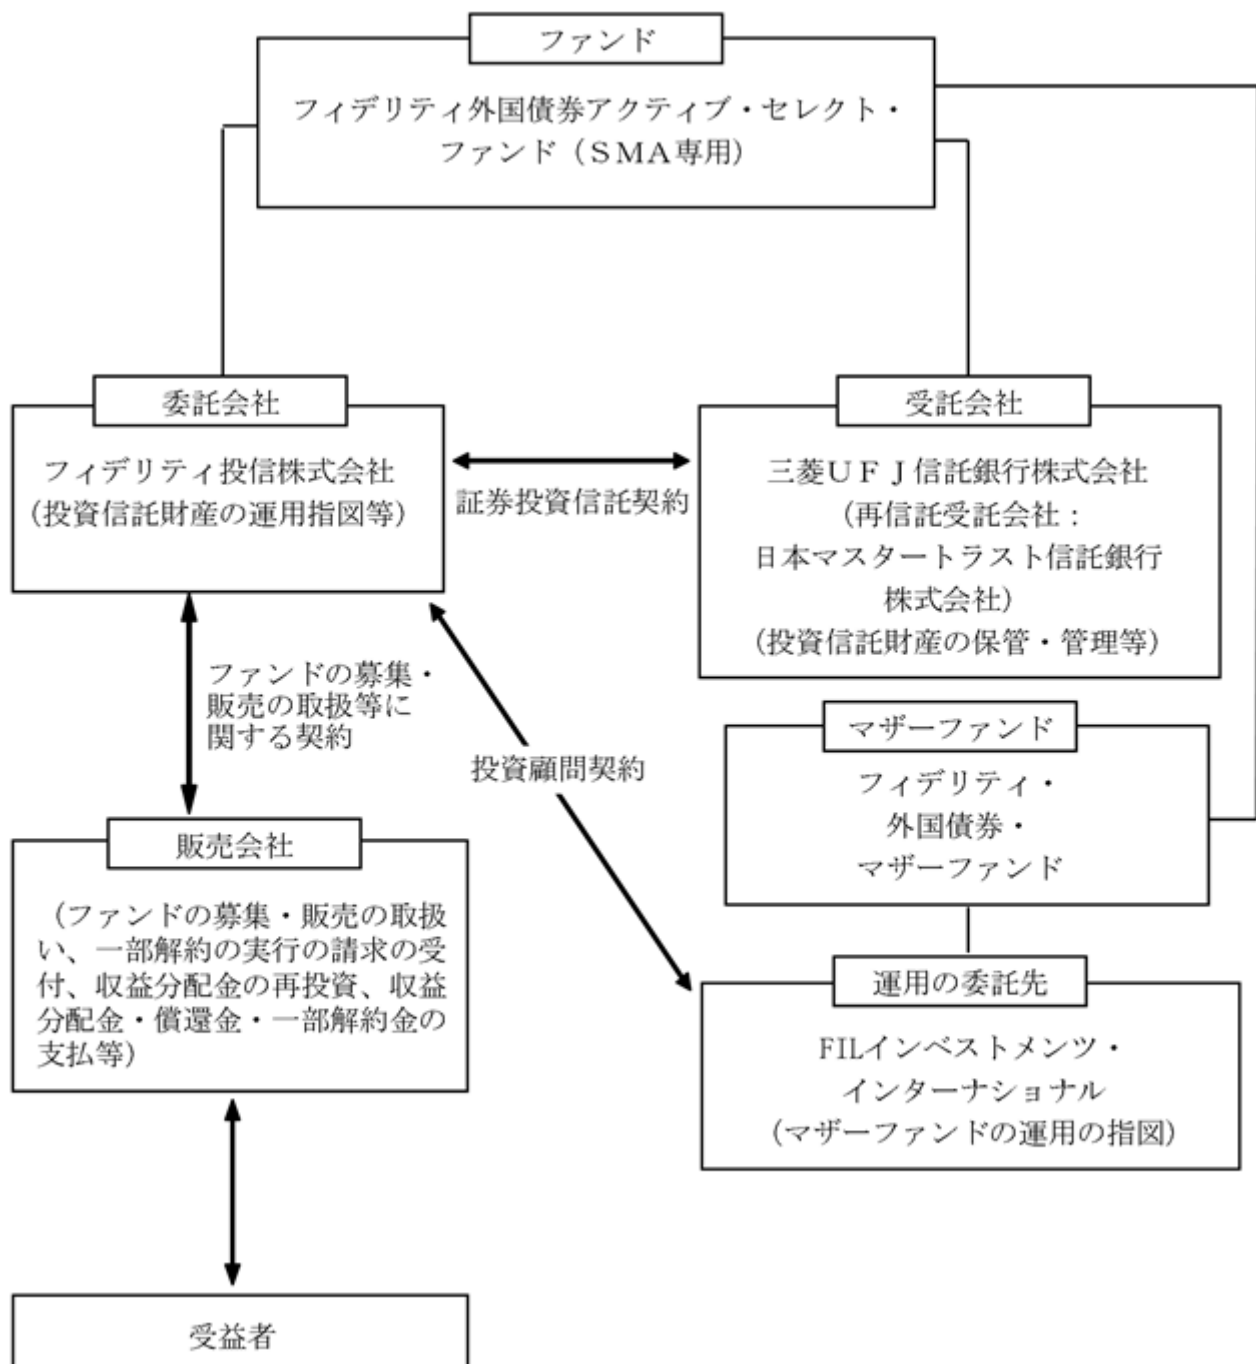 ファンド
フィデリティ外国債券アクティブ・セレクト・
ファンド（ＳＭＡ専用）
委託会社
フィデリティ投信株式会社
（投資信託財産の運用指図等）
証券投資信託契約
受託会社
三菱ＵＦＪ信託銀行株式会社
（再信託受託会社：
日本マスタートラスト信託銀行
株式会社）
（投資信託財産の保管・管理等）
ファンドの募集・
販売の取扱等に
関する契約
投資顧問契約
マザーファンド
フィデリティ・
外国債券・
マザーファンド
販売会社
（ファンドの募集・販売の取扱
い、一部解約の実行の請求の受
付、収益分配金の再投資、収益
分配金・償還金・一部解約金の
支払等）
運用の委託先
FILインベストメンツ・
インターナショナル
（マザーファンドの運用の指図）
受益者